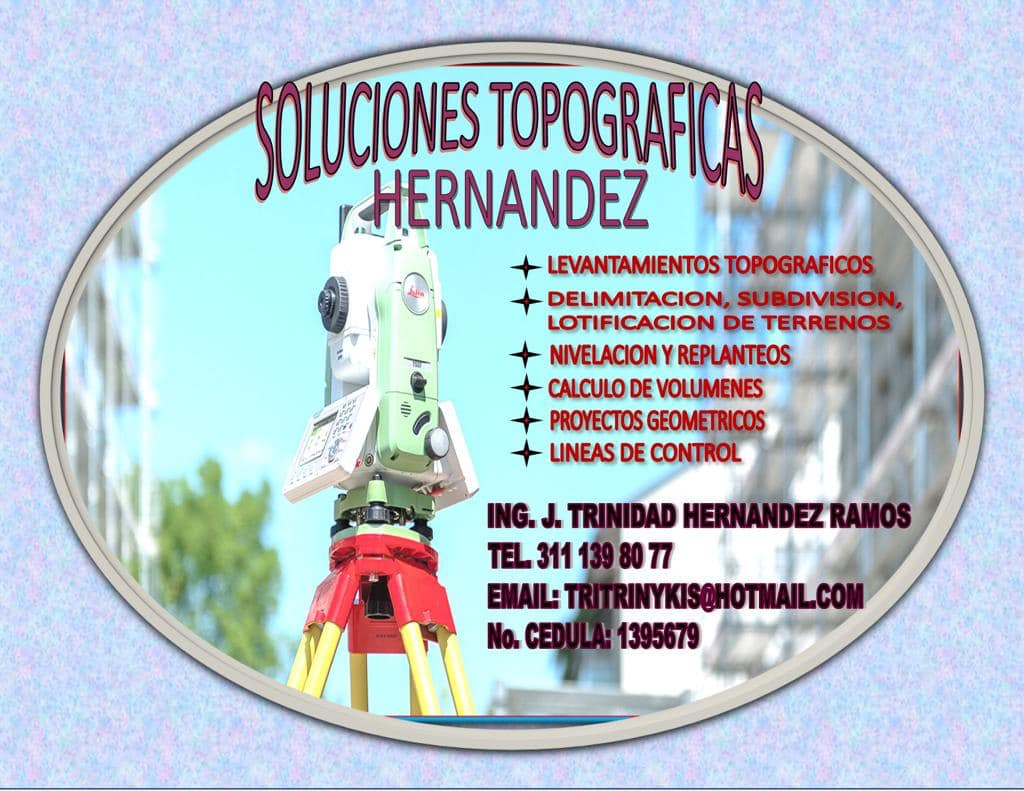 SOLUCIONES TOPOGRAFICAS
HERNANDEZ
LEVANTAMIENTOS TOPOGRAFICOS
DELIMITACION, SUBDIVISION,
LOTIFICACION DE TERRENOS
NIVELACION Y REPLANTEOS
CALCULO DE VOLUMENES
PROYECTOS GEOMETRICOS
LINEAS DE CONTROL
ING. J. TRINIDAD HERNANDEZ RAMOS
TEL. 311 139 80 77
EMAIL: TRITRINYKIS@HOTMAIL.COM
No. CEDULA: 1395679
Leica